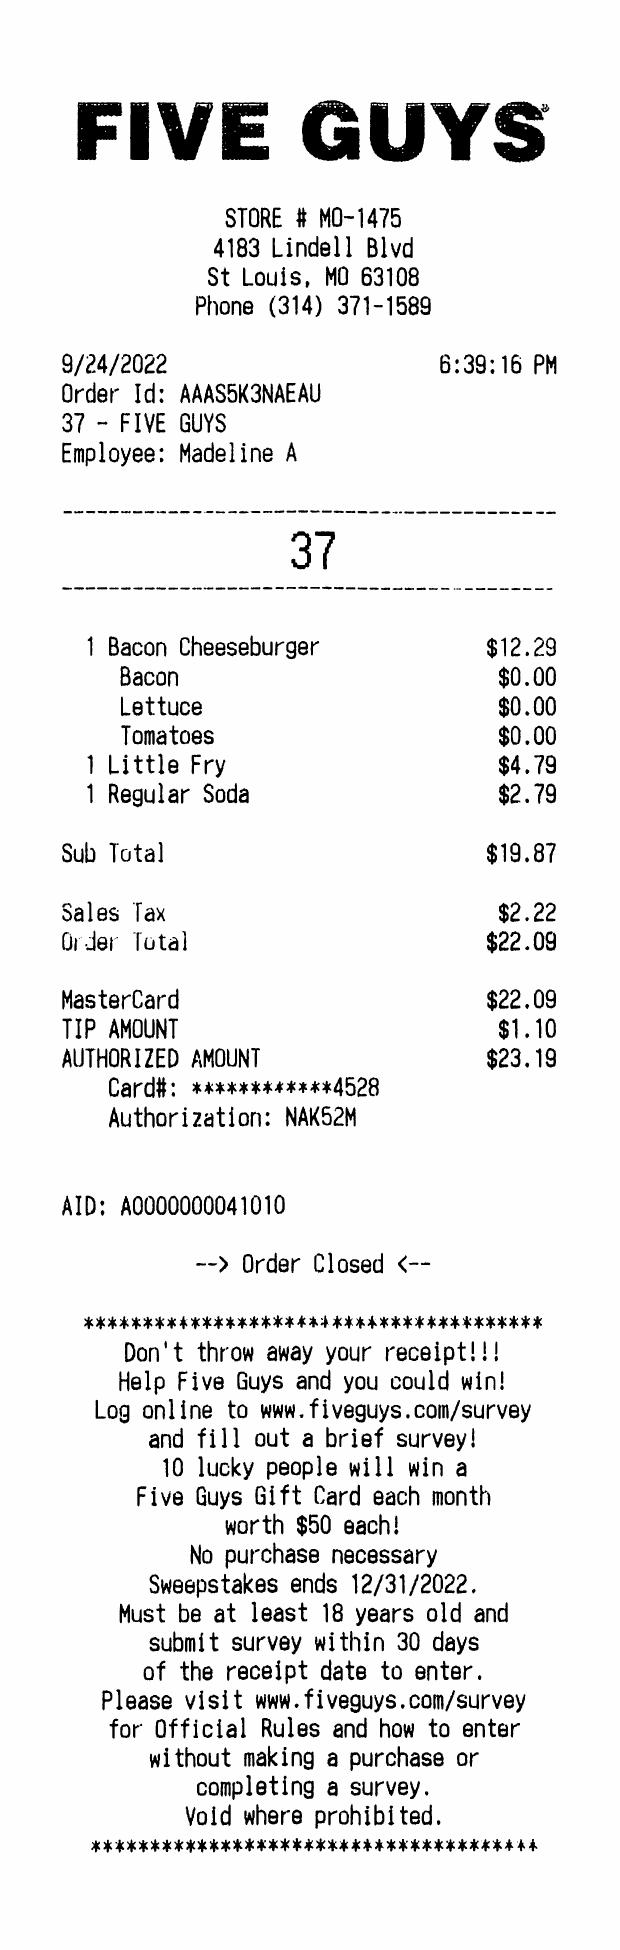 FIVE GUYS®
STORE # MO-1475
4183 Lindell Blvd
St Louis, MO 63108
Phone (314) 371-1589
9/24/2022 6:39:16 PM
Order Id: AAAS5K3NAEAU
37 - FIVE GUYS
Employee: Madeline A
------------------------------------------
37
------------------------------------------
1 Bacon Cheeseburger $12.29
Bacon $0.00
Lettuce $0.00
Tomatoes $0.00
1 Little Fry $4.79
1 Regular Soda $2.79
Sub Total $19.87
Sales Tax $2.22
Order Total $22.09
MasterCard $22.09
TIP AMOUNT $1.10
AUTHORIZED AMOUNT $23.19
Card#: ************4528
Authorization: NAK52M
AID: A0000000041010
--> Order Closed <--
***************************************
Don't throw away your receipt!!!
Help Five Guys and you could win!
Log online to www.fiveguys.com/survey
and fill out a brief survey!
10 lucky people will win a
Five Guys Gift Card each month
worth $50 each!
No purchase necessary
Sweepstakes ends 12/31/2022.
Must be at least 18 years old and
submit survey within 30 days
of the receipt date to enter.
Please visit www.fiveguys.com/survey
for Official Rules and how to enter
without making a purchase or
completing a survey.
Void where prohibited.
**************************************